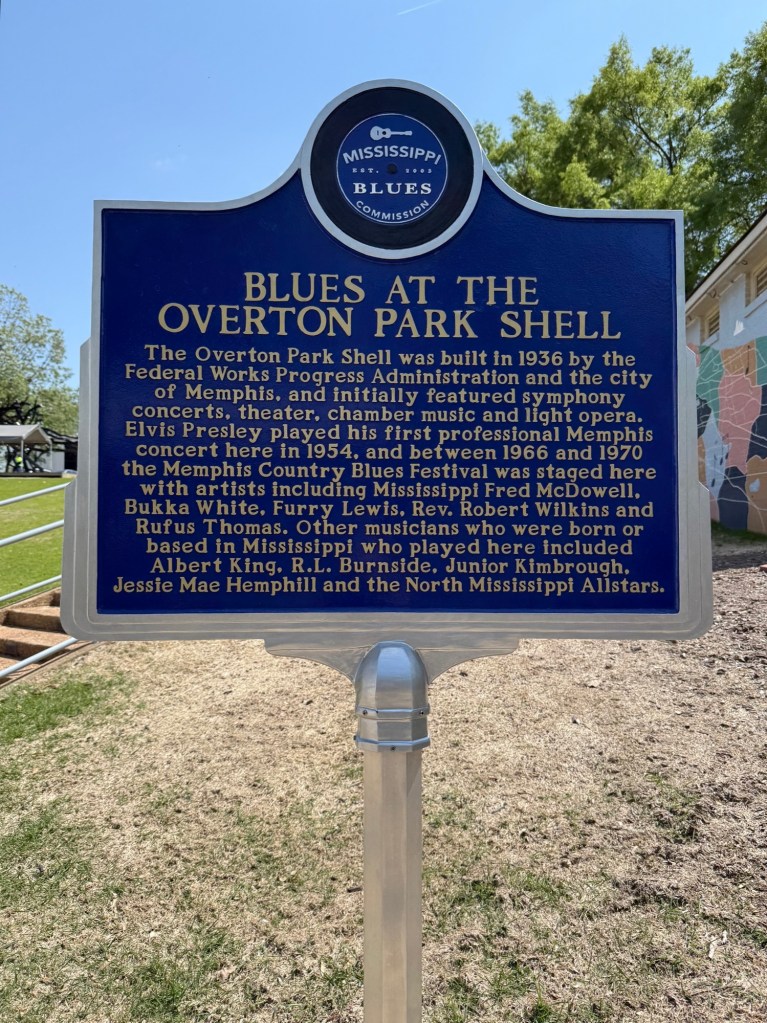 MISSISSIPPI
EST. 2003
BLUES
COMMISSION
BLUES AT THE
OVERTON PARK SHELL
The Overton Park Shell was built in 1936 by the
Federal Works Progress Administration and the city
of Memphis, and initially featured symphony
concerts, theater, chamber music and light opera.
Elvis Presley played his first professional Memphis
concert here in 1954, and between 1966 and 1970
the Memphis Country Blues Festival was staged here
with artists including Mississippi Fred McDowell,
Bukka White, Furry Lewis, Rev. Robert Wilkins and
Rufus Thomas. Other musicians who were born or
based in Mississippi who played here included
Albert King, R.L. Burnside, Junior Kimbrough,
Jessie Mae Hemphill and the North Mississippi Allstars.